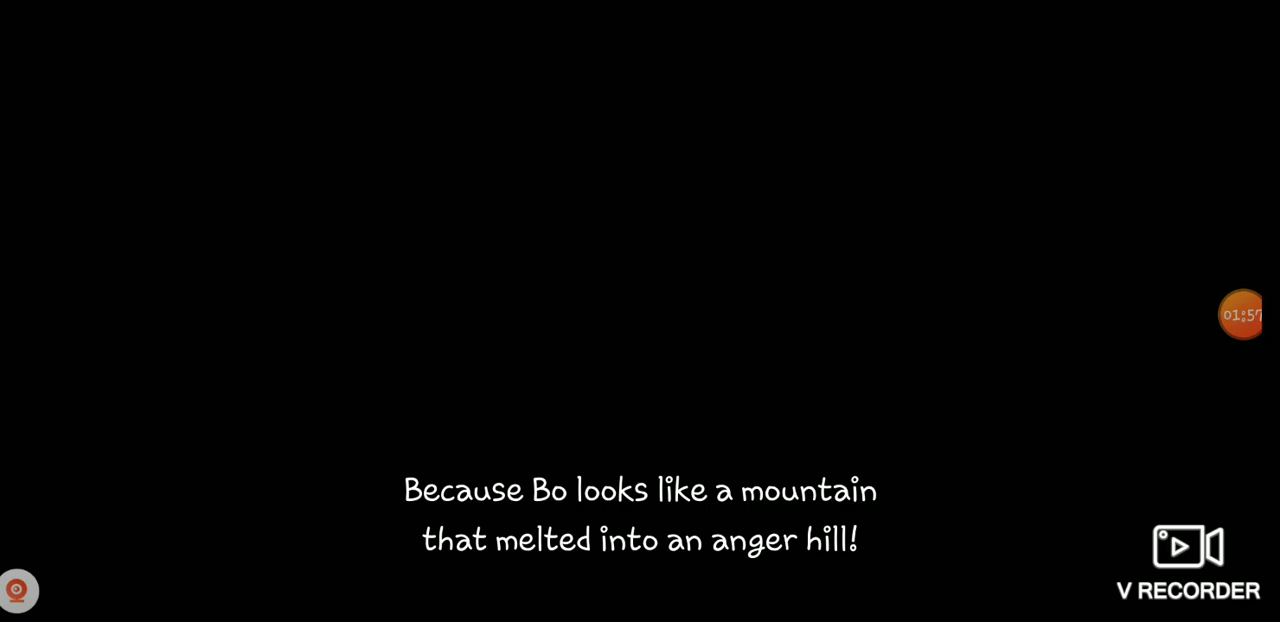 01:57
Because Bo looks like a mountain
that melted into an anger hill!
V RECORDER